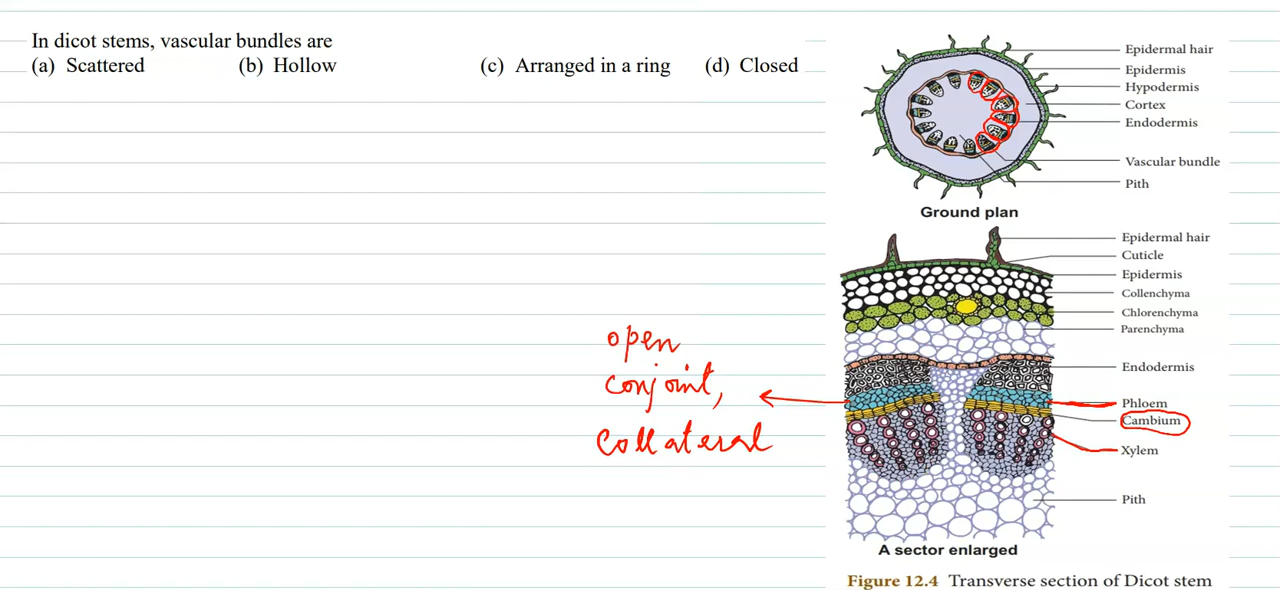 In dicot stems, vascular bundles are
(a) Scattered (b) Hollow (c) Arranged in a ring (d) Closed
Epidermal hair
Epidermis
Hypodermis
Cortex
Endodermis
Vascular bundle
Pith
Ground plan
Epidermal hair
Cuticle
Epidermis
Collenchyma
Chlorenchyma
Parenchyma
Endodermis
Phloem
Cambium
Xylem
Pith
open
conjoint,
collateral
A sector enlarged
Figure 12.4 Transverse section of Dicot stem